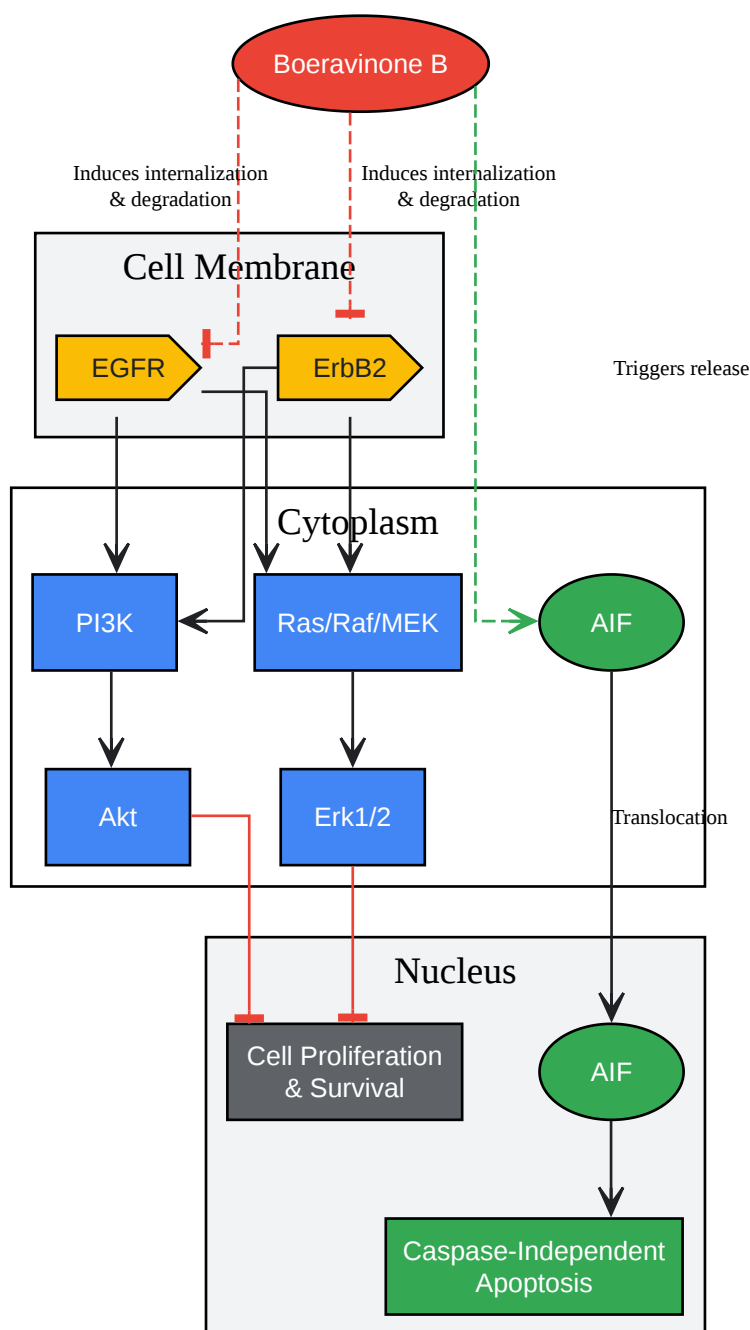 Boeravinone B
Induces internalization
& degradation
Induces internalization
& degradation
Cell Membrane
EGFR
ErbB2
Triggers release
Cytoplasm
PI3K
Ras/Raf/MEK
AIF
Akt
Erk1/2
Translocation
Nucleus
Cell Proliferation
& Survival
AIF
Caspase-Independent
Apoptosis